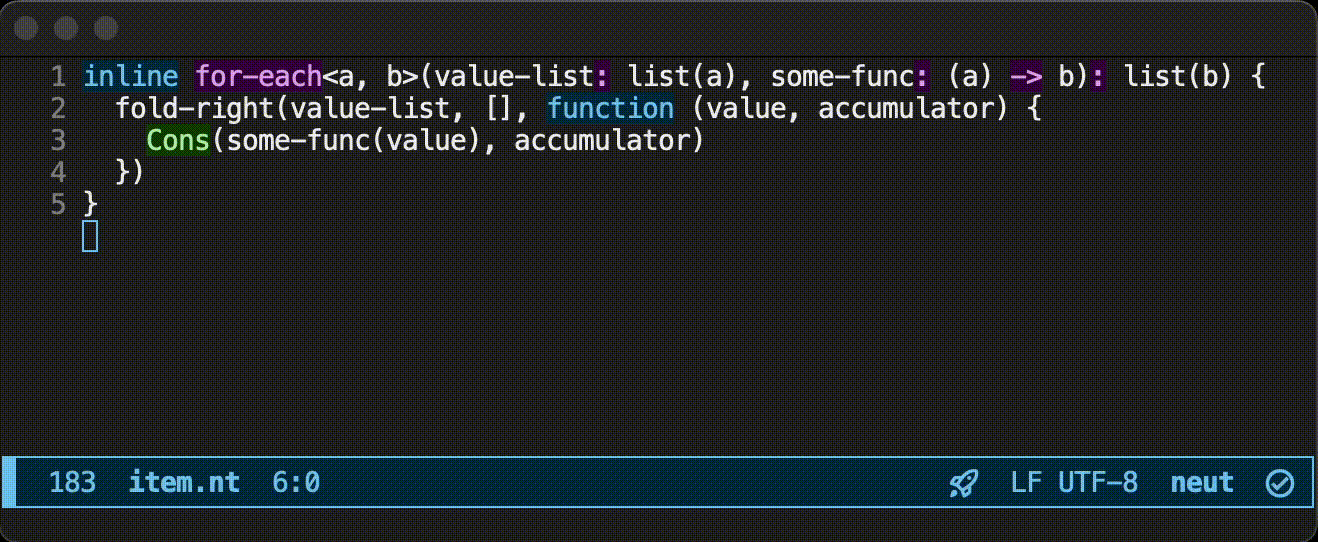 1 inline for-each<a, b>(value-list: list(a), some-func: (a) -> b): list(b) {
2   fold-right(value-list, [], function (value, accumulator) {
3     Cons(some-func(value), accumulator)
4   })
5 }
183 item.nt 6:0 LF UTF-8 neut